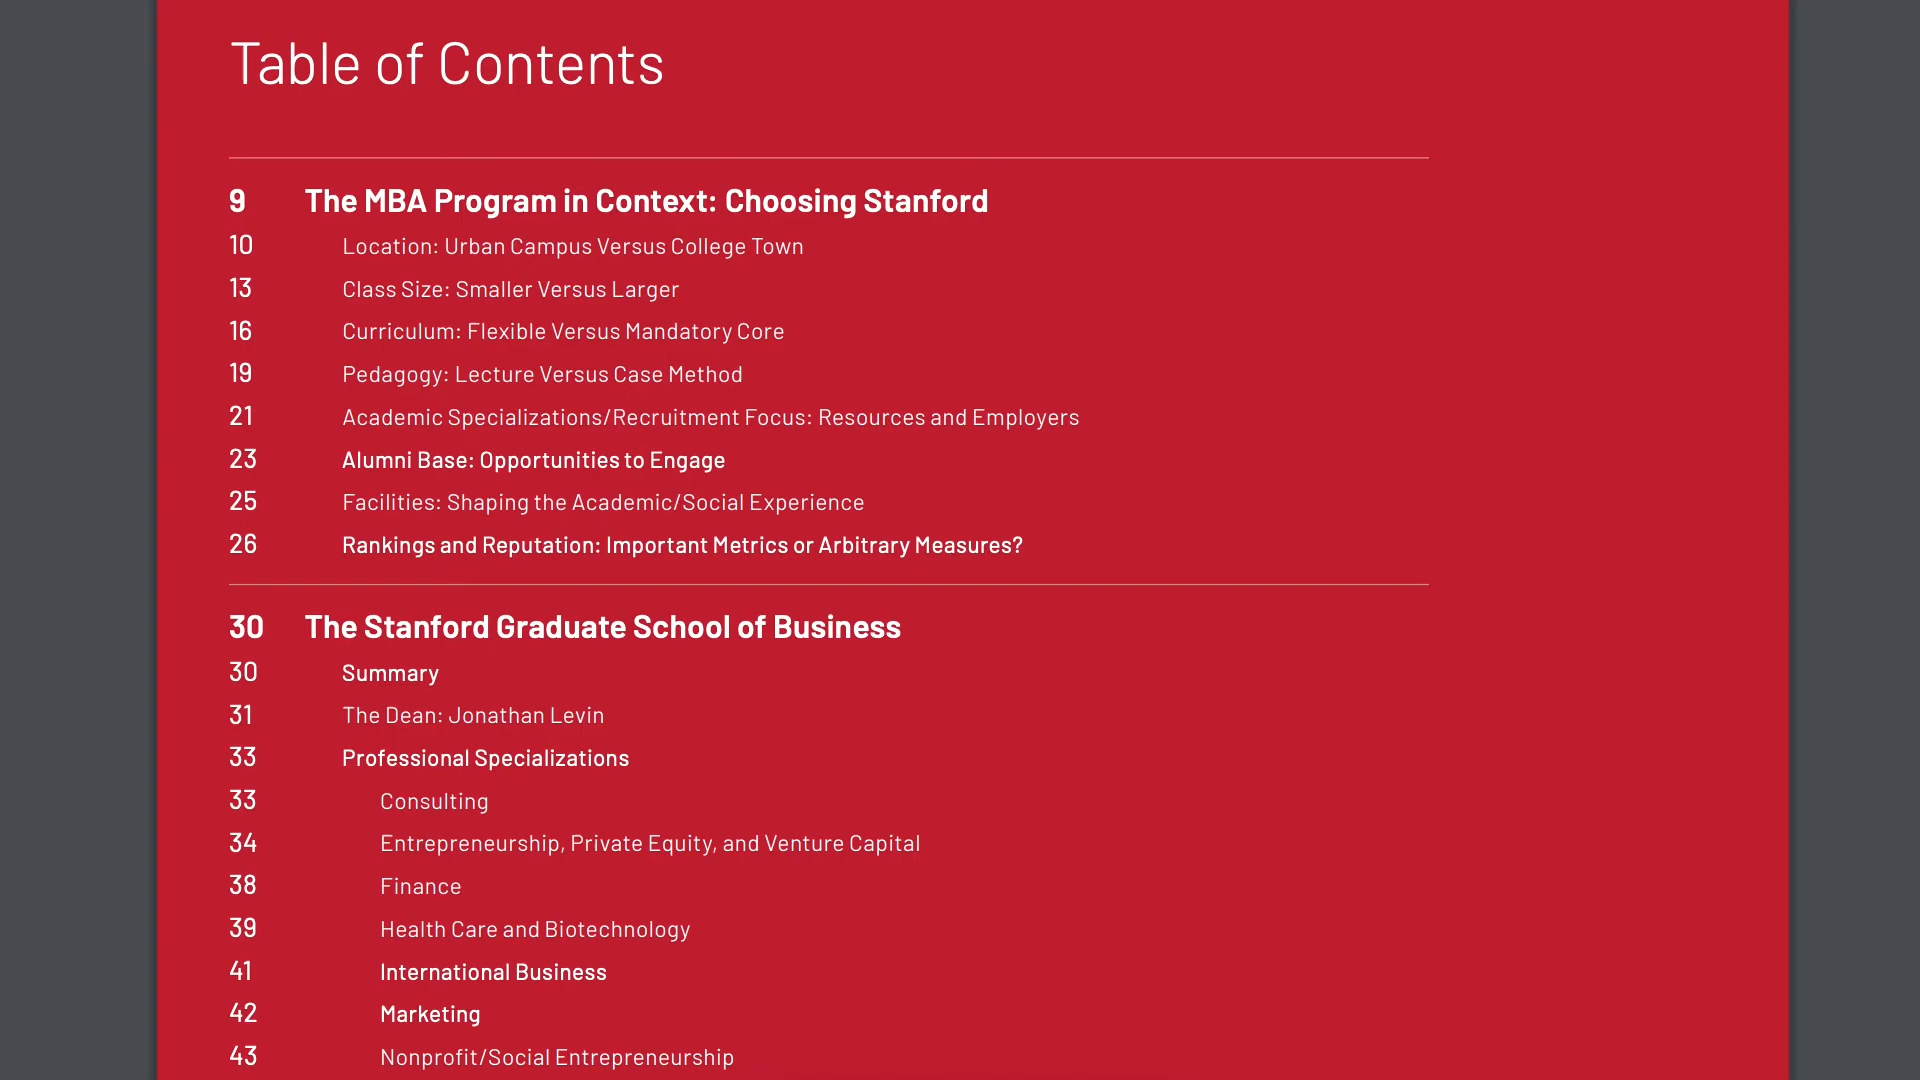 Table of Contents
9 The MBA Program in Context: Choosing Stanford
10 Location: Urban Campus Versus College Town
13 Class Size: Smaller Versus Larger
16 Curriculum: Flexible Versus Mandatory Core
19 Pedagogy: Lecture Versus Case Method
21 Academic Specializations/Recruitment Focus: Resources and Employers
23 Alumni Base: Opportunities to Engage
25 Facilities: Shaping the Academic/Social Experience
26 Rankings and Reputation: Important Metrics or Arbitrary Measures?
30 The Stanford Graduate School of Business
30 Summary
31 The Dean: Jonathan Levin
33 Professional Specializations
33 Consulting
34 Entrepreneurship, Private Equity, and Venture Capital
38 Finance
39 Health Care and Biotechnology
41 International Business
42 Marketing
43 Nonprofit/Social Entrepreneurship